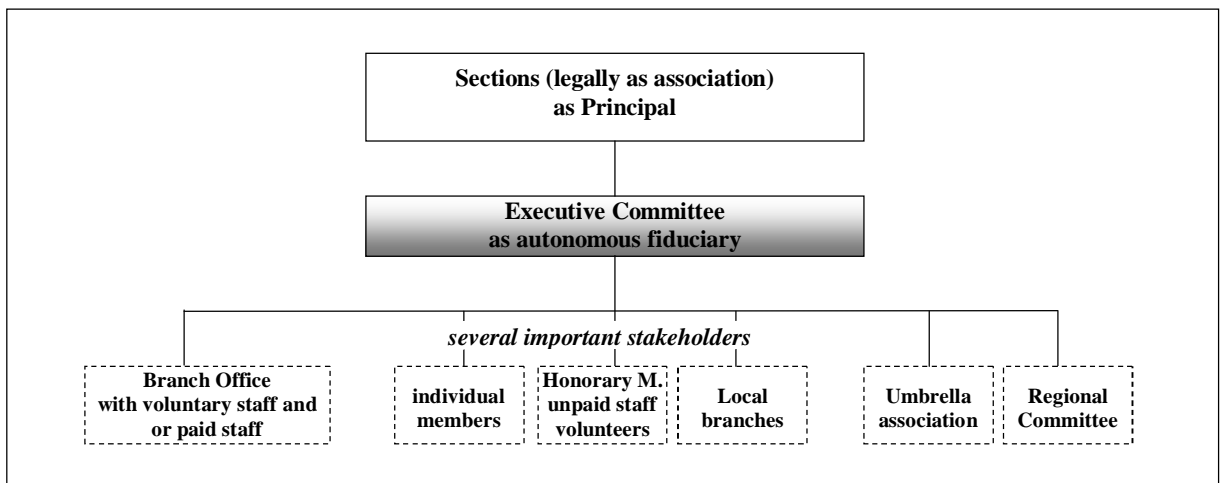 Sections (legally as association)
as Principal
Executive Committee
as autonomous fiduciary
several important stakeholders
Branch Office
with voluntary staff and
or paid staff
individual
members
Honorary M.
unpaid staff
volunteers
Local
branches
Umbrella
association
Regional
Committee